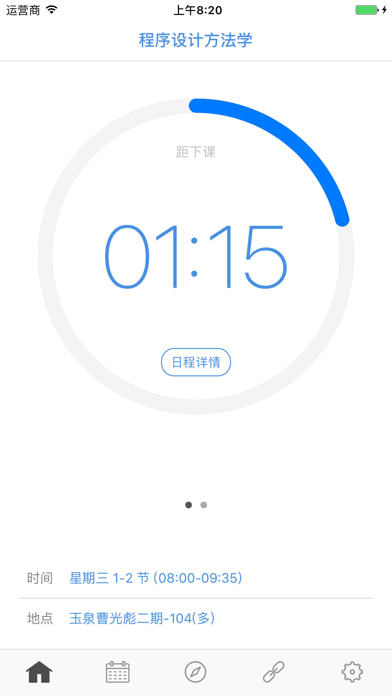 运营商 上午8:20
程序设计方法学
距下课
01:15
日程详情
时间 星期三 1-2 节 (08:00-09:35)
地点 玉泉曹光彪二期-104(多)